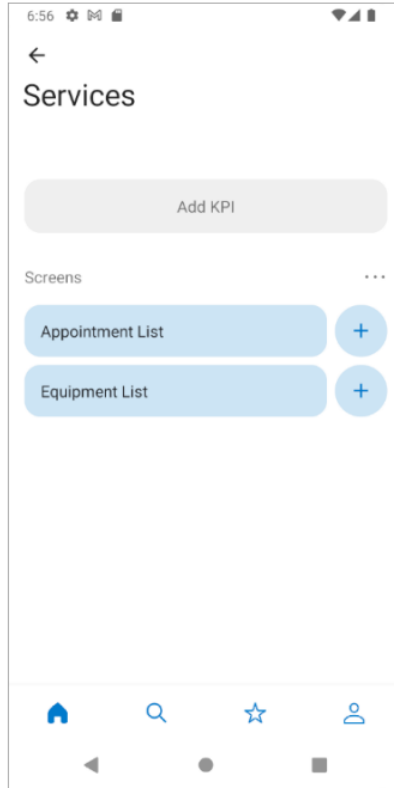 6:56
Services
Add KPI
Screens
Appointment List
Equipment List